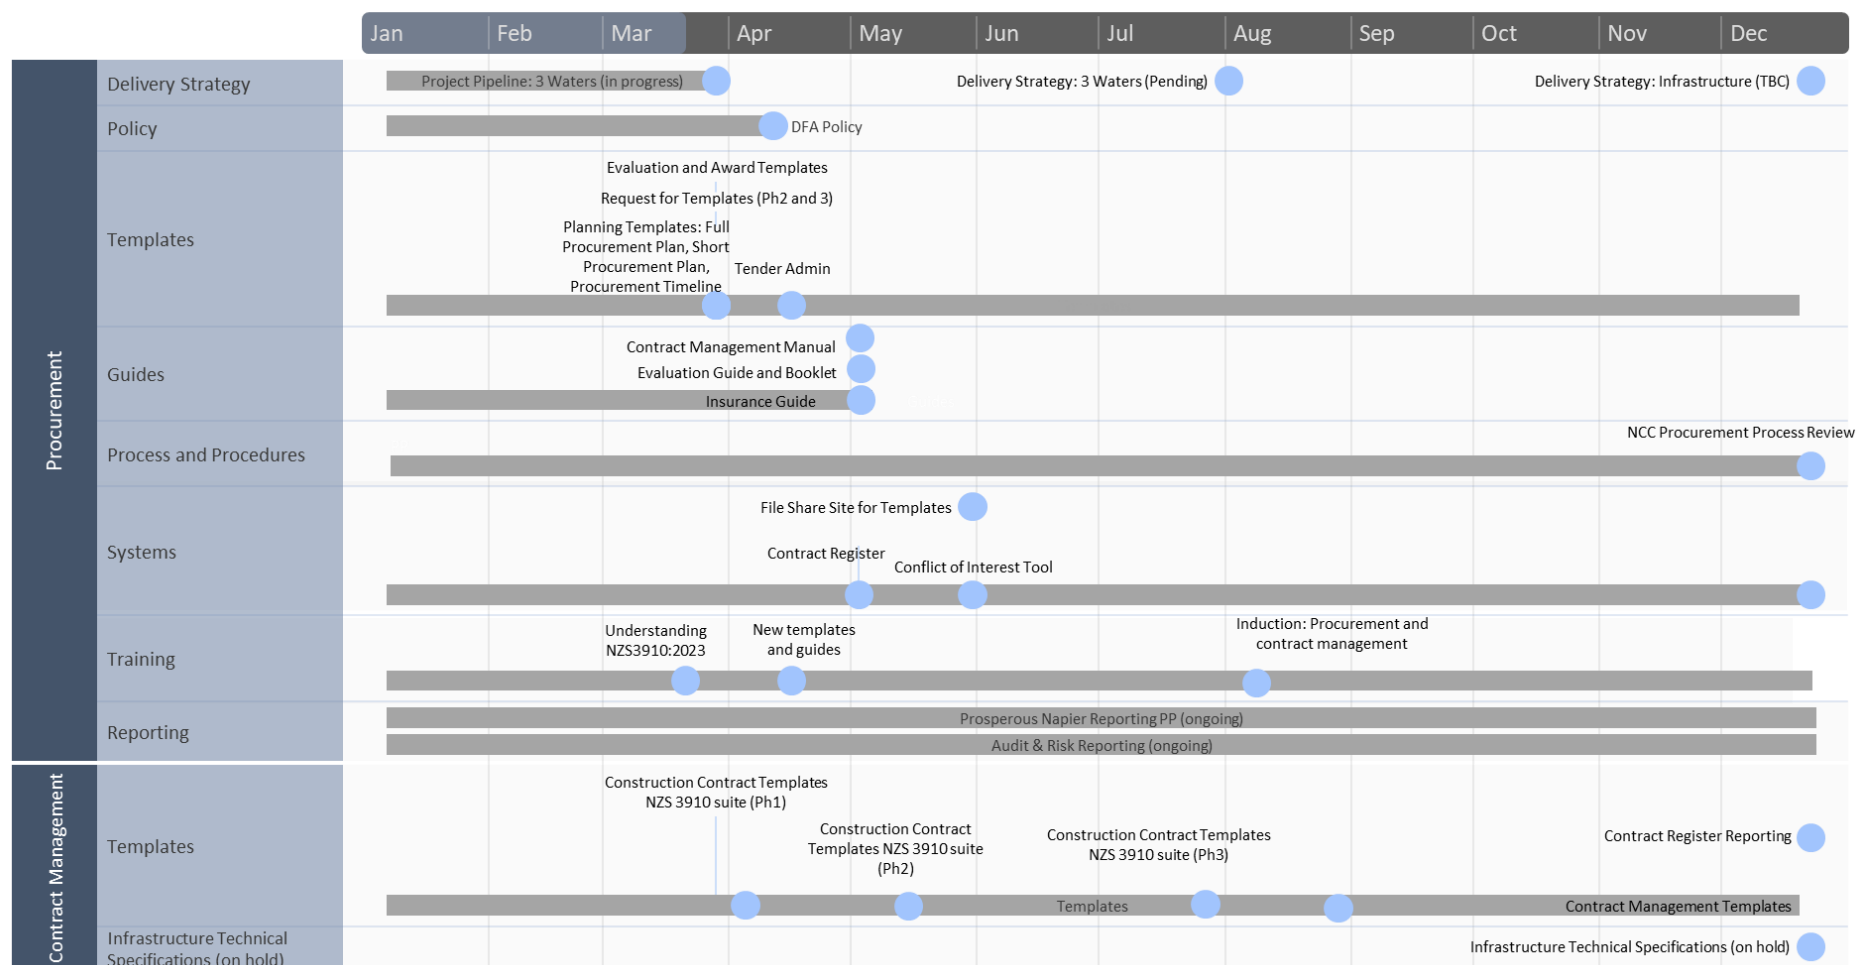 Jan Feb Mar Apr May Jun Jul Aug Sep Oct Nov Dec
Procurement
Delivery Strategy
Project Pipeline: 3 Waters (in progress)
Delivery Strategy: 3 Waters (Pending)
Delivery Strategy: Infrastructure (TBC)
Policy
DFA Policy
Templates
Evaluation and Award Templates
Request for Templates (Ph2 and 3)
Planning Templates: Full
Procurement Plan, Short
Procurement Plan,
Procurement Timeline
Tender Admin
Guides
Contract Management Manual
Evaluation Guide and Booklet
Insurance Guide
Process and Procedures
NCC Procurement Process Review
Systems
File Share Site for Templates
Contract Register
Conflict of Interest Tool
Training
Understanding
NZS3910:2023
New templates
and guides
Induction: Procurement and
contract management
Reporting
Prosperous Napier Reporting PP (ongoing)
Audit & Risk Reporting (ongoing)
Contract Management
Templates
Construction Contract Templates
NZS 3910 suite (Ph1)
Construction Contract
Templates NZS 3910 suite
(Ph2)
Construction Contract Templates
NZS 3910 suite (Ph3)
Contract Register Reporting
Templates
Contract Management Templates
Infrastructure Technical
Specifications (on hold)
Infrastructure Technical Specifications (on hold)